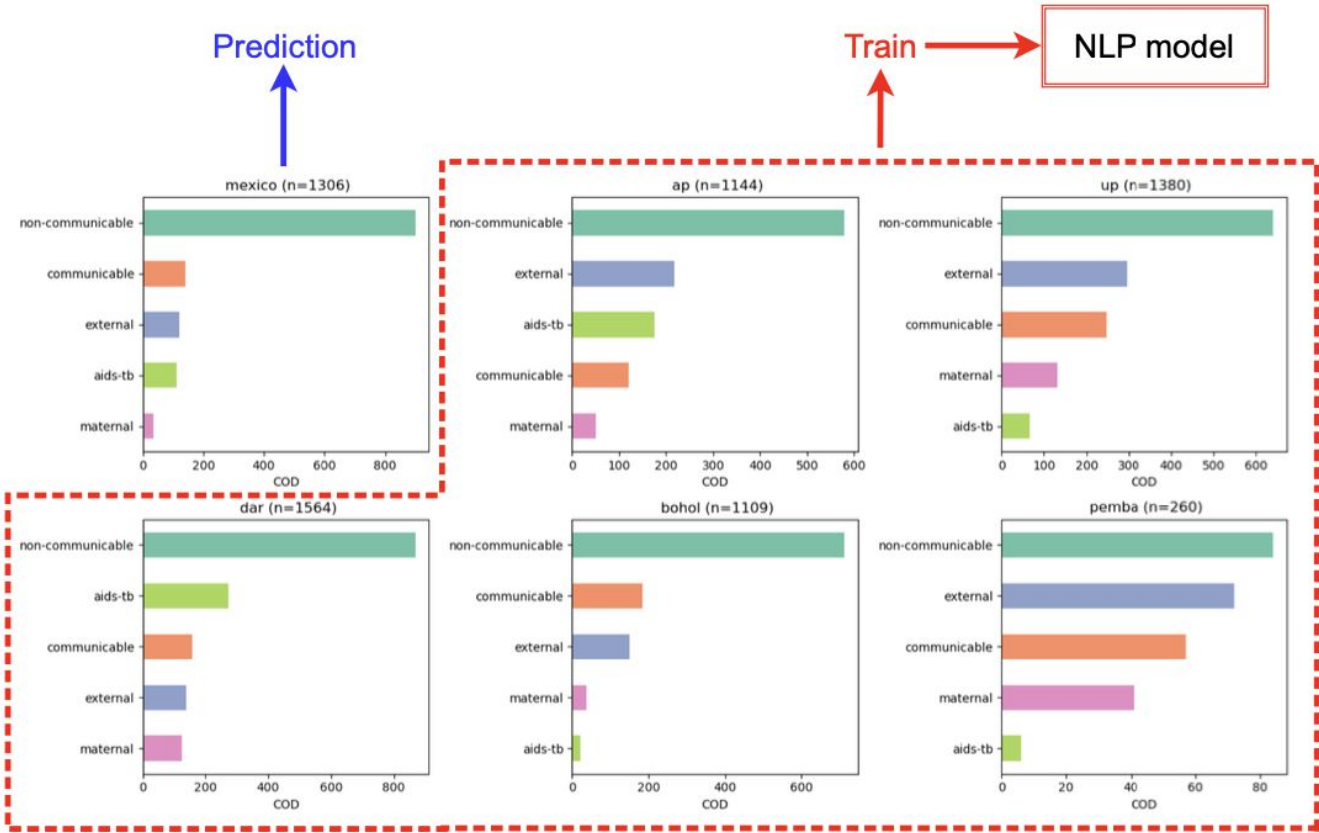 Prediction
Train
NLP model
mexico (n=1306)
non-communicable
communicable
external
aids-tb
maternal
0 200 400 600 800
COD
ap (n=1144)
non-communicable
external
aids-tb
communicable
maternal
0 100 200 300 400 500 600
COD
up (n=1380)
non-communicable
external
communicable
maternal
aids-tb
0 100 200 300 400 500 600
COD
dar (n=1564)
non-communicable
aids-tb
communicable
external
maternal
0 200 400 600 800
COD
bohol (n=1109)
non-communicable
communicable
external
maternal
aids-tb
0 200 400 600
COD
pemba (n=260)
non-communicable
external
communicable
maternal
aids-tb
0 20 40 60 80
COD